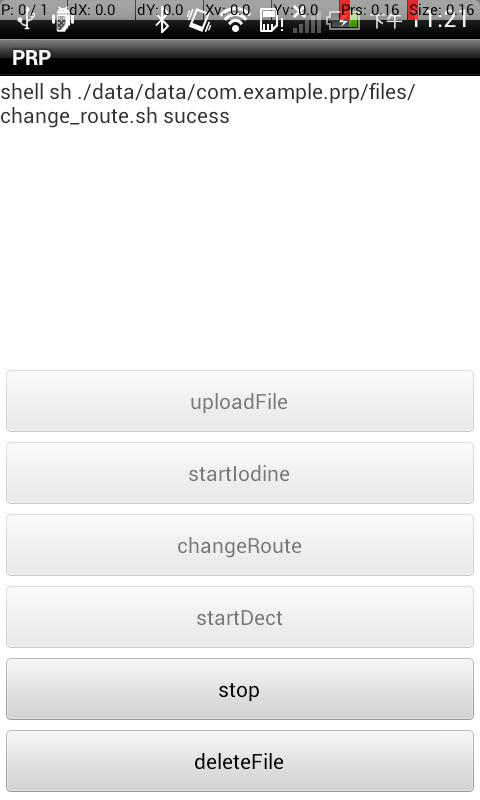 P: 0 / 1 dX: 0.0 dY: 0.0 Xv: 0.0 Yv: 0.0 Prs: 0.16 Size: 0.16
下午 11:21
PRP
shell sh ./data/data/com.example.prp/files/
change_route.sh sucess
uploadFile
startIodine
changeRoute
startDect
stop
deleteFile